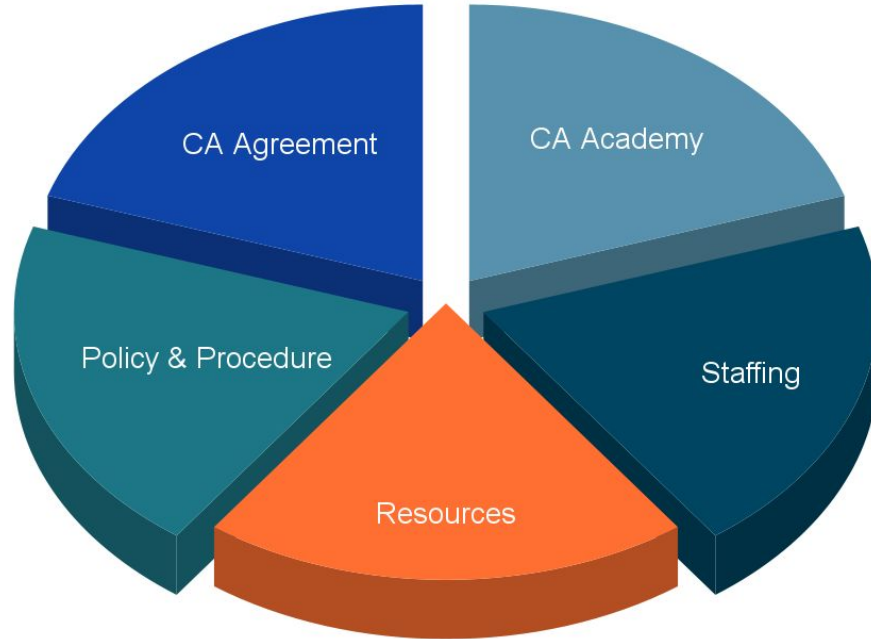 CA Agreement
CA Academy
Policy & Procedure
Staffing
Resources